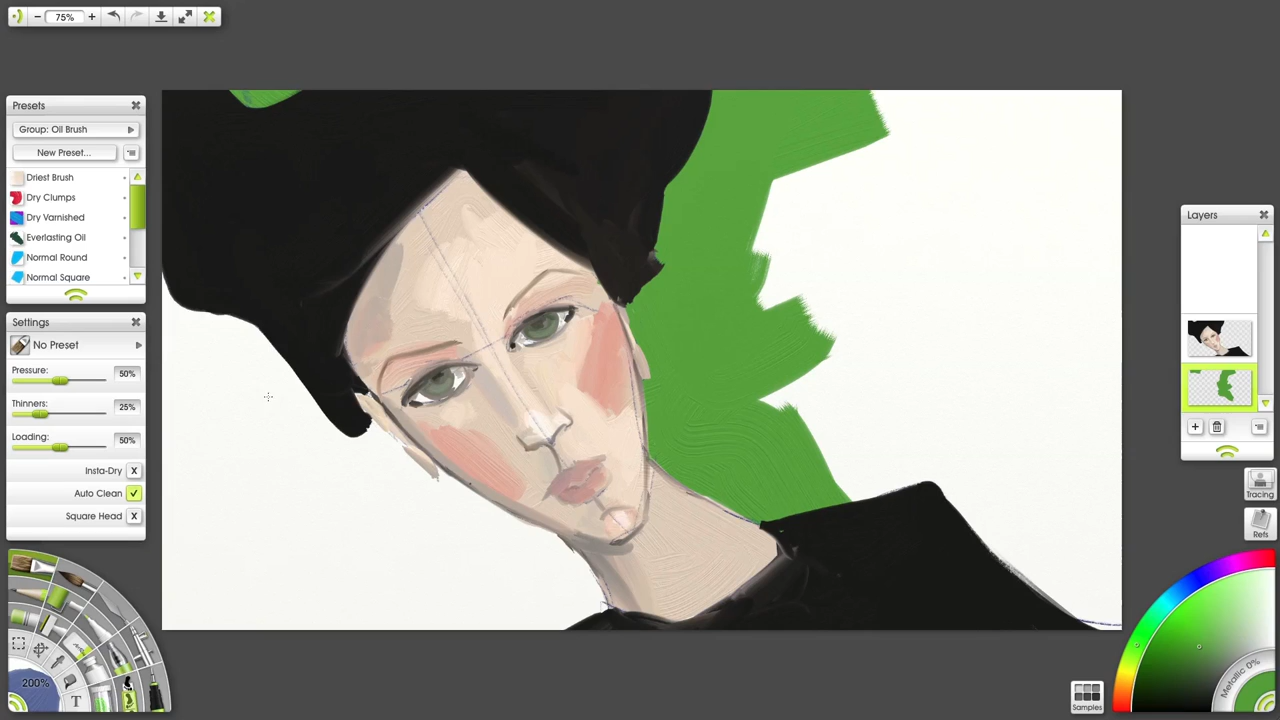 75%
Presets
Group: Oil Brush
New Preset...
Driest Brush
Dry Clumps
Dry Varnished
Everlasting Oil
Normal Round
Normal Square
Settings
No Preset
Pressure: 50%
Thinners: 25%
Loading: 50%
Insta-Dry X
Auto Clean
Square Head X
200%
T
Layers
Tracing
Refs
Samples
Metallic 0%